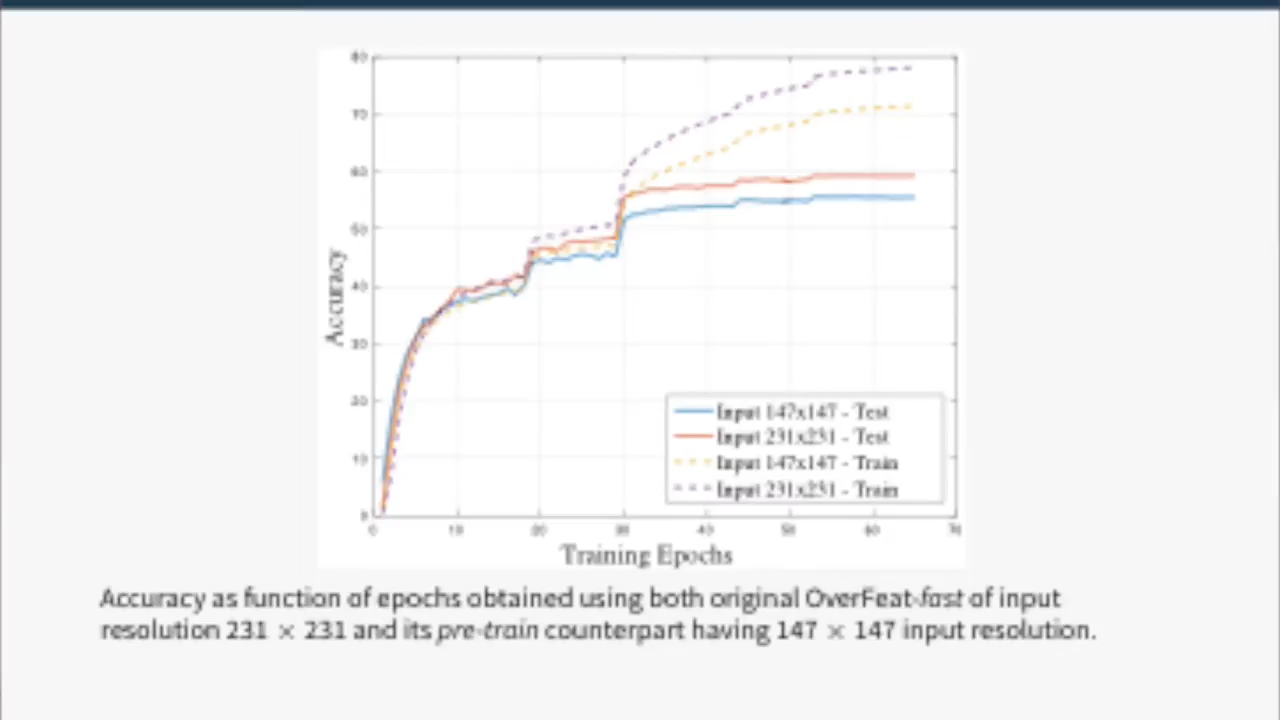 80
70
60
50
40
30
20
10
0
Accuracy
Input 147x147 - Test
Input 231x231 - Test
Input 147x147 - Train
Input 231x231 - Train
0 10 20 30 40 50 60 70
Training Epochs
Accuracy as function of epochs obtained using both original OverFeat-fast of input
resolution 231 × 231 and its pre-train counterpart having 147 × 147 input resolution.